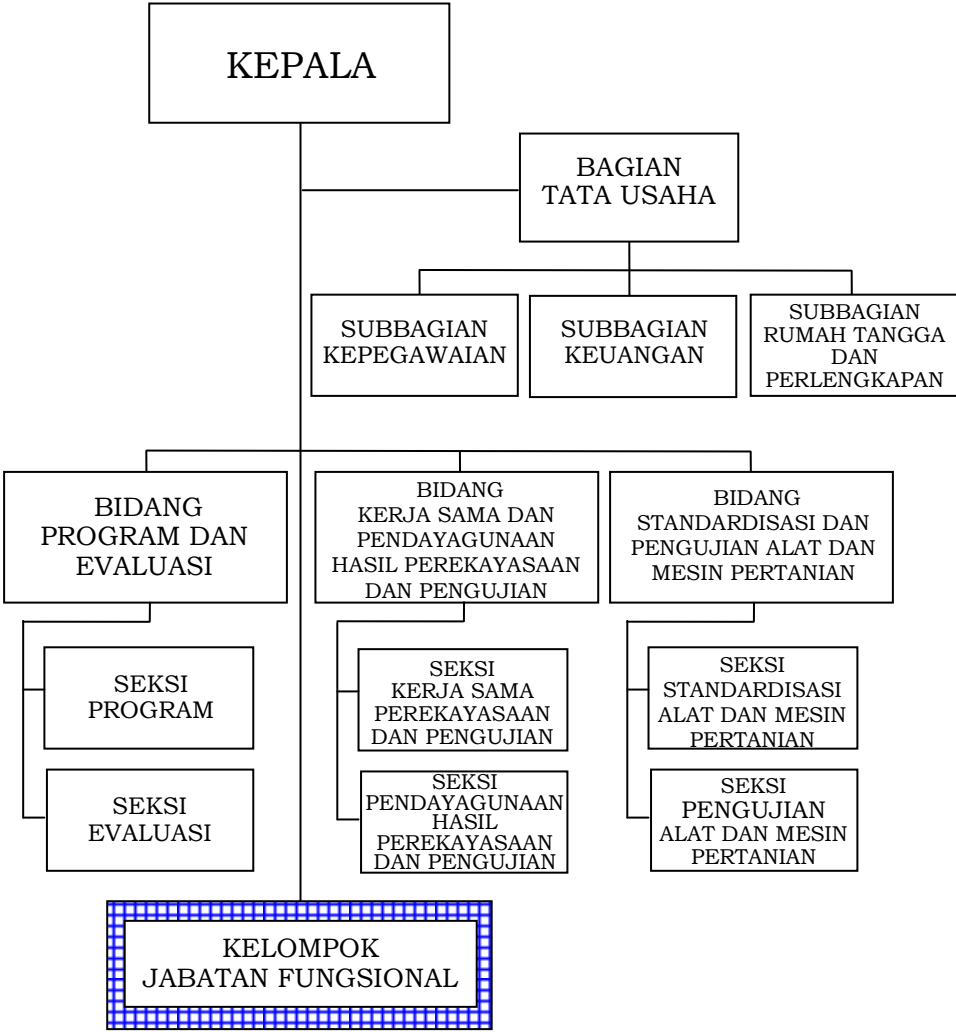 KEPALA
BAGIAN
TATA USAHA
SUBBAGIAN
KEPEGAWAIAN
SUBBAGIAN
KEUANGAN
SUBBAGIAN
RUMAH TANGGA
DAN
PERLENGKAPAN
BIDANG
PROGRAM DAN
EVALUASI
BIDANG
KERJA SAMA DAN
PENDAYAGUNAAN
HASIL PEREKAYASAAN
DAN PENGUJIAN
BIDANG
STANDARDISASI DAN
PENGUJIAN ALAT DAN
MESIN PERTANIAN
SEKSI
PROGRAM
SEKSI
KERJA SAMA
PEREKAYASAAN
DAN PENGUJIAN
SEKSI
STANDARDISASI
ALAT DAN MESIN
PERTANIAN
SEKSI
EVALUASI
SEKSI
PENDAYAGUNAAN
HASIL
PEREKAYASAAN
DAN PENGUJIAN
SEKSI
PENGUJIAN
ALAT DAN MESIN
PERTANIAN
KELOMPOK
JABATAN FUNGSIONAL